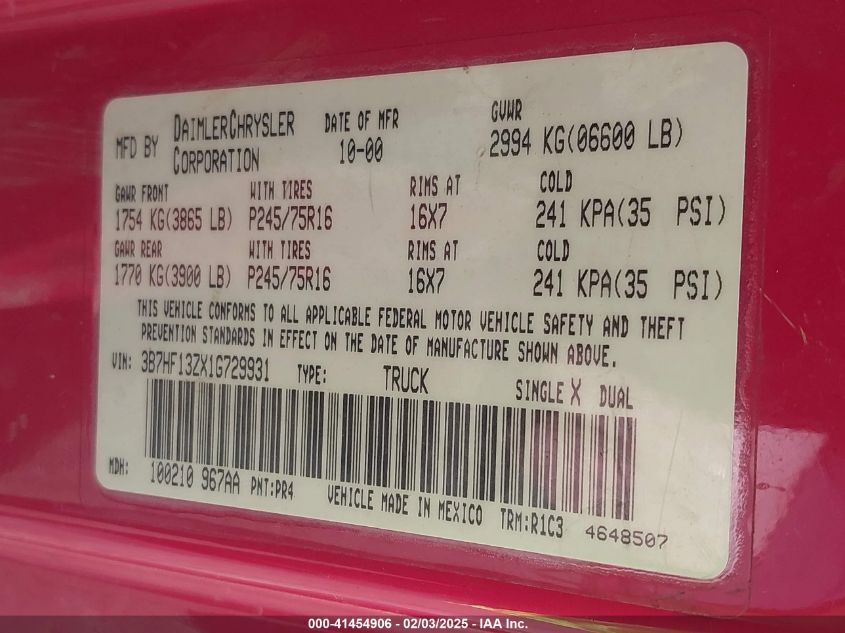 MFD BY DAIMLERCHRYSLER CORPORATION DATE OF MFR 10-00 GVWR 2994 KG(06600 LB)
GAWR FRONT WITH TIRES RIMS AT COLD
1754 KG(3865 LB) P245/75R16 16X7 241 KPA(35 PSI)
GAWR REAR WITH TIRES RIMS AT COLD
1770 KG(3900 LB) P245/75R16 16X7 241 KPA(35 PSI)
THIS VEHICLE CONFORMS TO ALL APPLICABLE FEDERAL MOTOR VEHICLE SAFETY AND THEFT
PREVENTION STANDARDS IN EFFECT ON THE DATE OF MANUFACTURE SHOWN ABOVE.
VIN: 3B7HF13ZX1G729931 TYPE: TRUCK SINGLE X DUAL
MDH: 100210 967AA PNT:PR4 VEHICLE MADE IN MEXICO TRM:R1C3 4648507
000-41454906 - 02/03/2025 - IAA Inc.